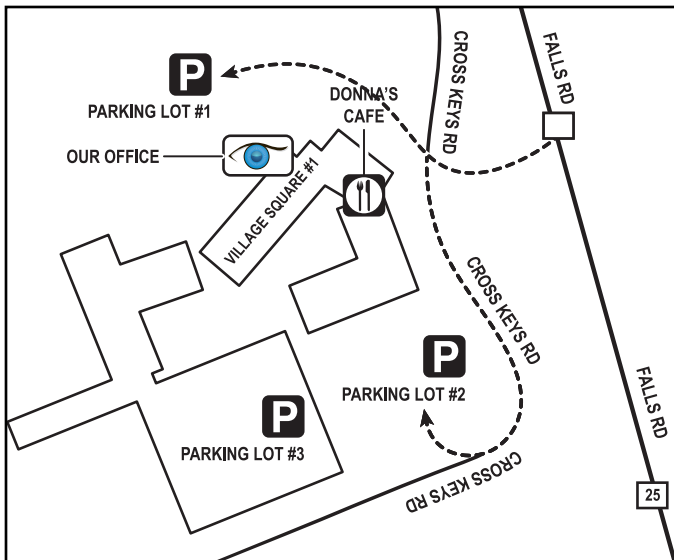 CROSS KEYS RD
FALLS RD
P
PARKING LOT #1
DONNA'S
CAFE
OUR OFFICE
VILLAGE SQUARE #1
CROSS KEYS RD
P
PARKING LOT #2
FALLS RD
P
PARKING LOT #3
CROSS KEYS RD
25